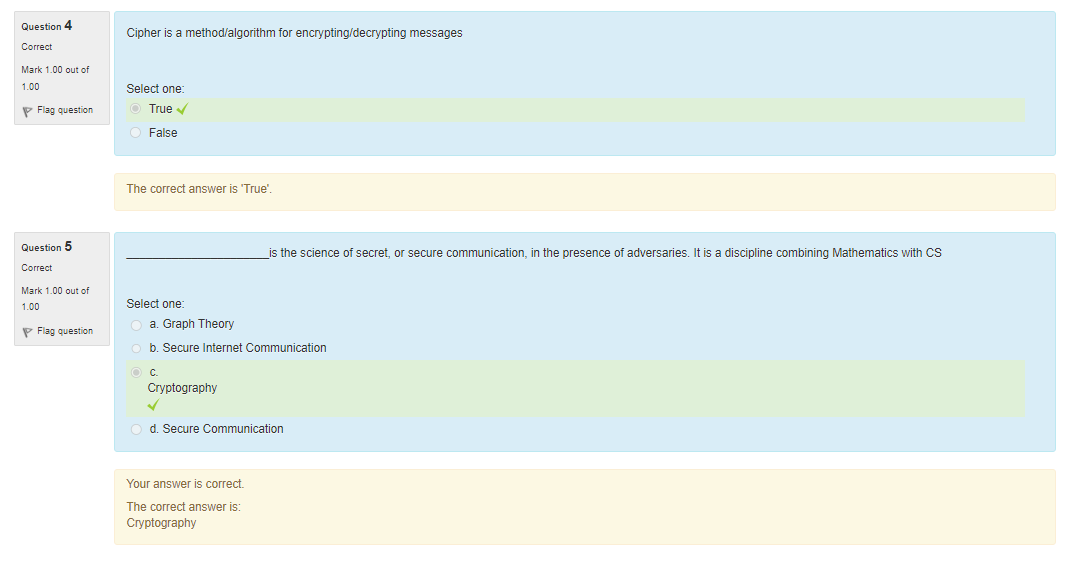 Question 4
Correct
Mark 1.00 out of
1.00
Flag question
Cipher is a method/algorithm for encrypting/decrypting messages
Select one:
True
False
The correct answer is 'True'.
Question 5
Correct
Mark 1.00 out of
1.00
Flag question
_____________________is the science of secret, or secure communication, in the presence of adversaries. It is a discipline combining Mathematics with CS
Select one:
a. Graph Theory
b. Secure Internet Communication
c.
Cryptography
d. Secure Communication
Your answer is correct.
The correct answer is:
Cryptography